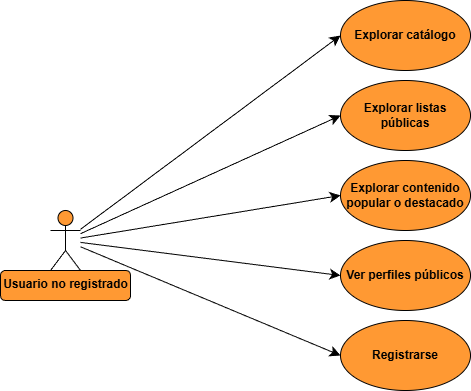 Explorar catálogo
Explorar listas
públicas
Explorar contenido
popular o destacado
Usuario no registrado
Ver perfiles públicos
Registrarse